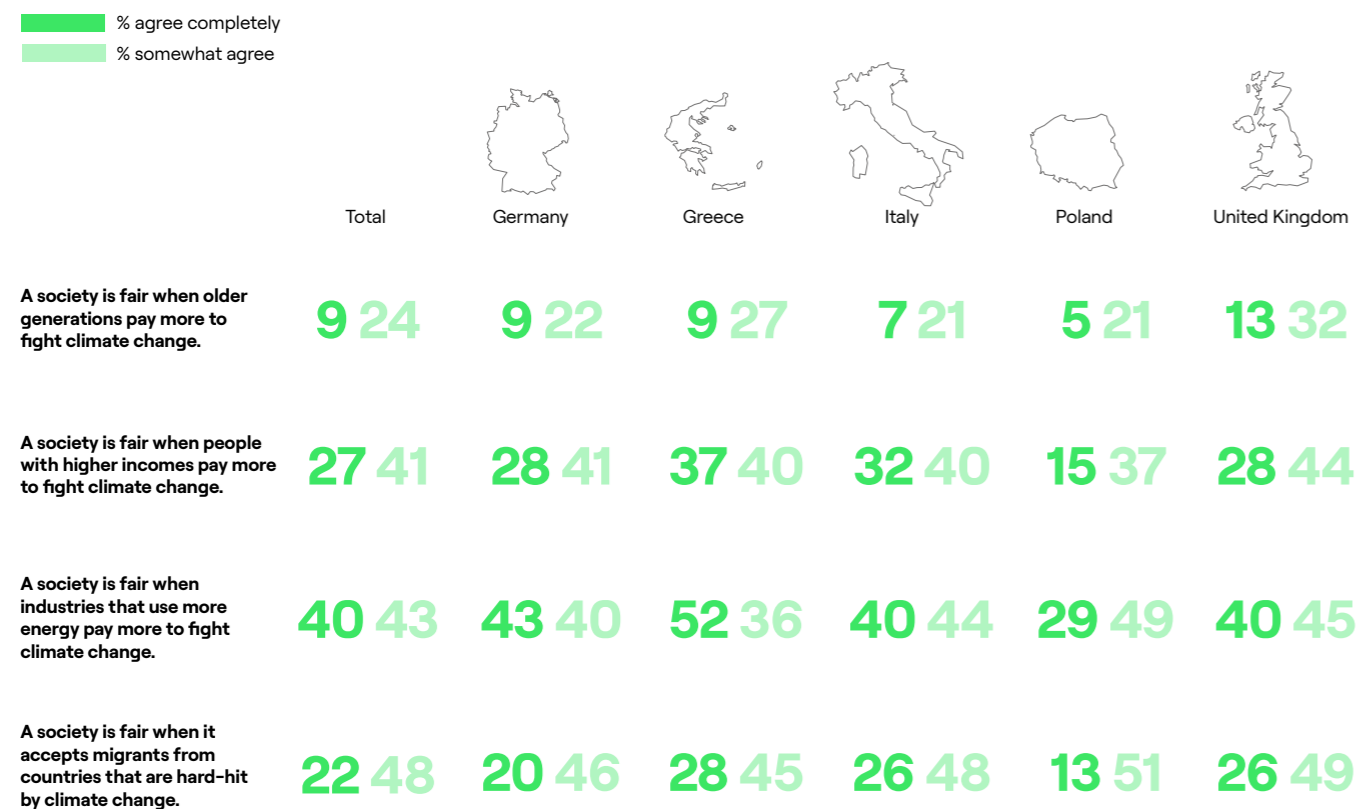 % agree completely
% somewhat agree
Total Germany Greece Italy Poland United Kingdom
A society is fair when older
generations pay more to
fight climate change.
9 24 9 22 9 27 7 21 5 21 13 32
A society is fair when people
with higher incomes pay more
to fight climate change.
27 41 28 41 37 40 32 40 15 37 28 44
A society is fair when
industries that use more
energy pay more to fight
climate change.
40 43 43 40 52 36 40 44 29 49 40 45
A society is fair when it
accepts migrants from
countries that are hard-hit
by climate change.
22 48 20 46 28 45 26 48 13 51 26 49